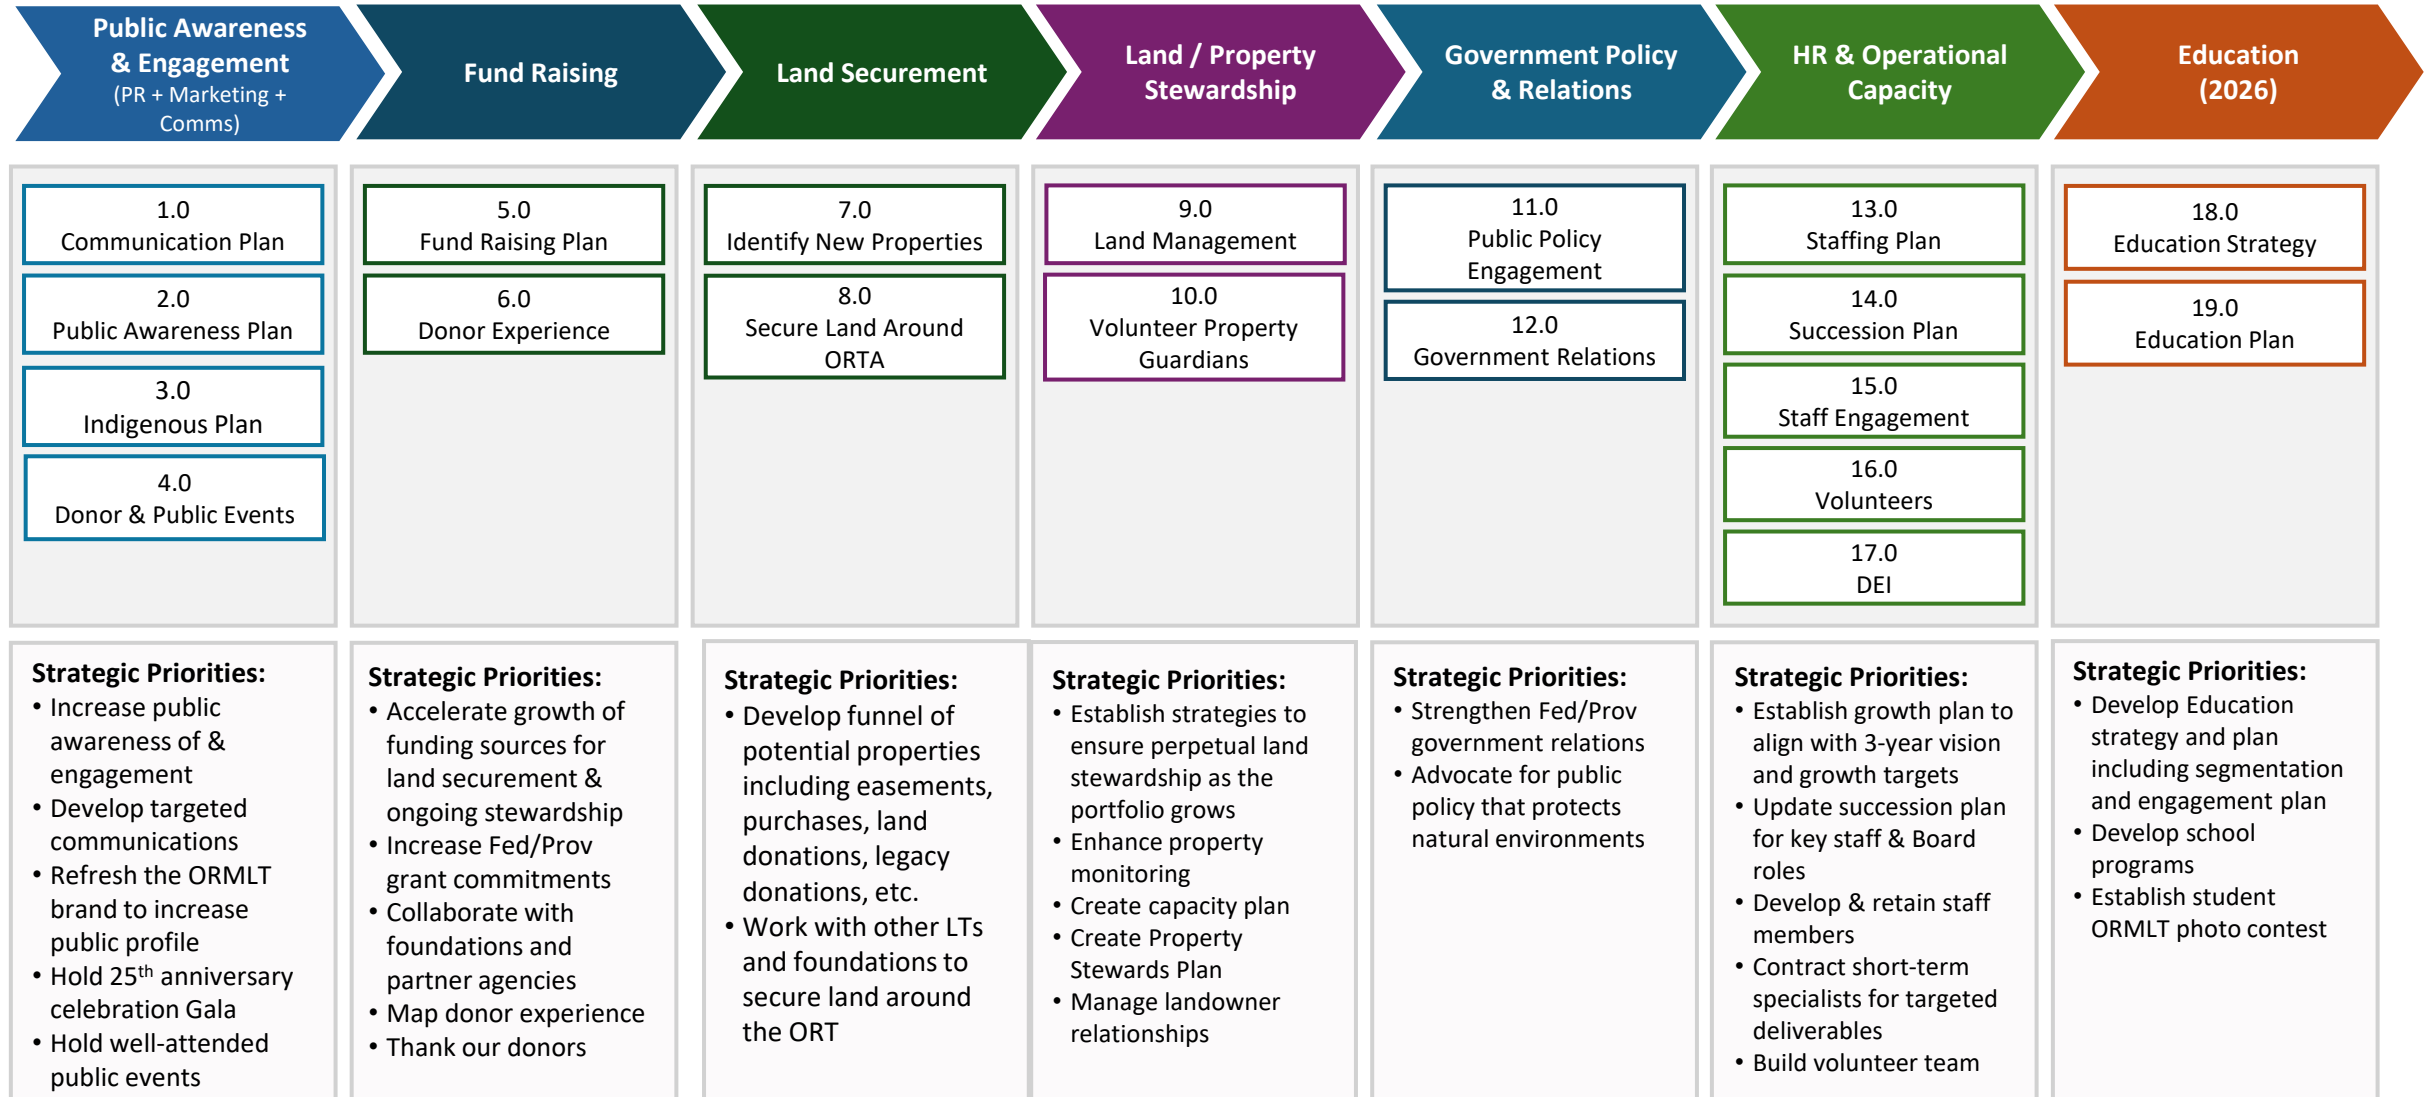 Public Awareness
& Engagement
(PR + Marketing +
Comms)
Fund Raising
Land Securement
Land / Property
Stewardship
Government Policy
& Relations
HR & Operational
Capacity
Education
(2026)
1.0
Communication Plan
2.0
Public Awareness Plan
3.0
Indigenous Plan
4.0
Donor & Public Events
5.0
Fund Raising Plan
6.0
Donor Experience
7.0
Identify New Properties
8.0
Secure Land Around
ORTA
9.0
Land Management
10.0
Volunteer Property
Guardians
11.0
Public Policy
Engagement
12.0
Government Relations
13.0
Staffing Plan
14.0
Succession Plan
15.0
Staff Engagement
16.0
Volunteers
17.0
DEI
18.0
Education Strategy
19.0
Education Plan
Strategic Priorities:
• Increase public
awareness of &
engagement
• Develop targeted
communications
• Refresh the ORMLT
brand to increase
public profile
• Hold 25th anniversary
celebration Gala
• Hold well-attended
public events
Strategic Priorities:
• Accelerate growth of
funding sources for
land securement &
ongoing stewardship
• Increase Fed/Prov
grant commitments
• Collaborate with
foundations and
partner agencies
• Map donor experience
• Thank our donors
Strategic Priorities:
• Develop funnel of
potential properties
including easements,
purchases, land
donations, legacy
donations, etc.
• Work with other LTs
and foundations to
secure land around
the ORT
Strategic Priorities:
• Establish strategies to
ensure perpetual land
stewardship as the
portfolio grows
• Enhance property
monitoring
• Create capacity plan
• Create Property
Stewards Plan
• Manage landowner
relationships
Strategic Priorities:
• Strengthen Fed/Prov
government relations
• Advocate for public
policy that protects
natural environments
Strategic Priorities:
• Establish growth plan to
align with 3-year vision
and growth targets
• Update succession plan
for key staff & Board
roles
• Develop & retain staff
members
• Contract short-term
specialists for targeted
deliverables
• Build volunteer team
Strategic Priorities:
• Develop Education
strategy and plan
including segmentation
and engagement plan
• Develop school
programs
• Establish student
ORMLT photo contest